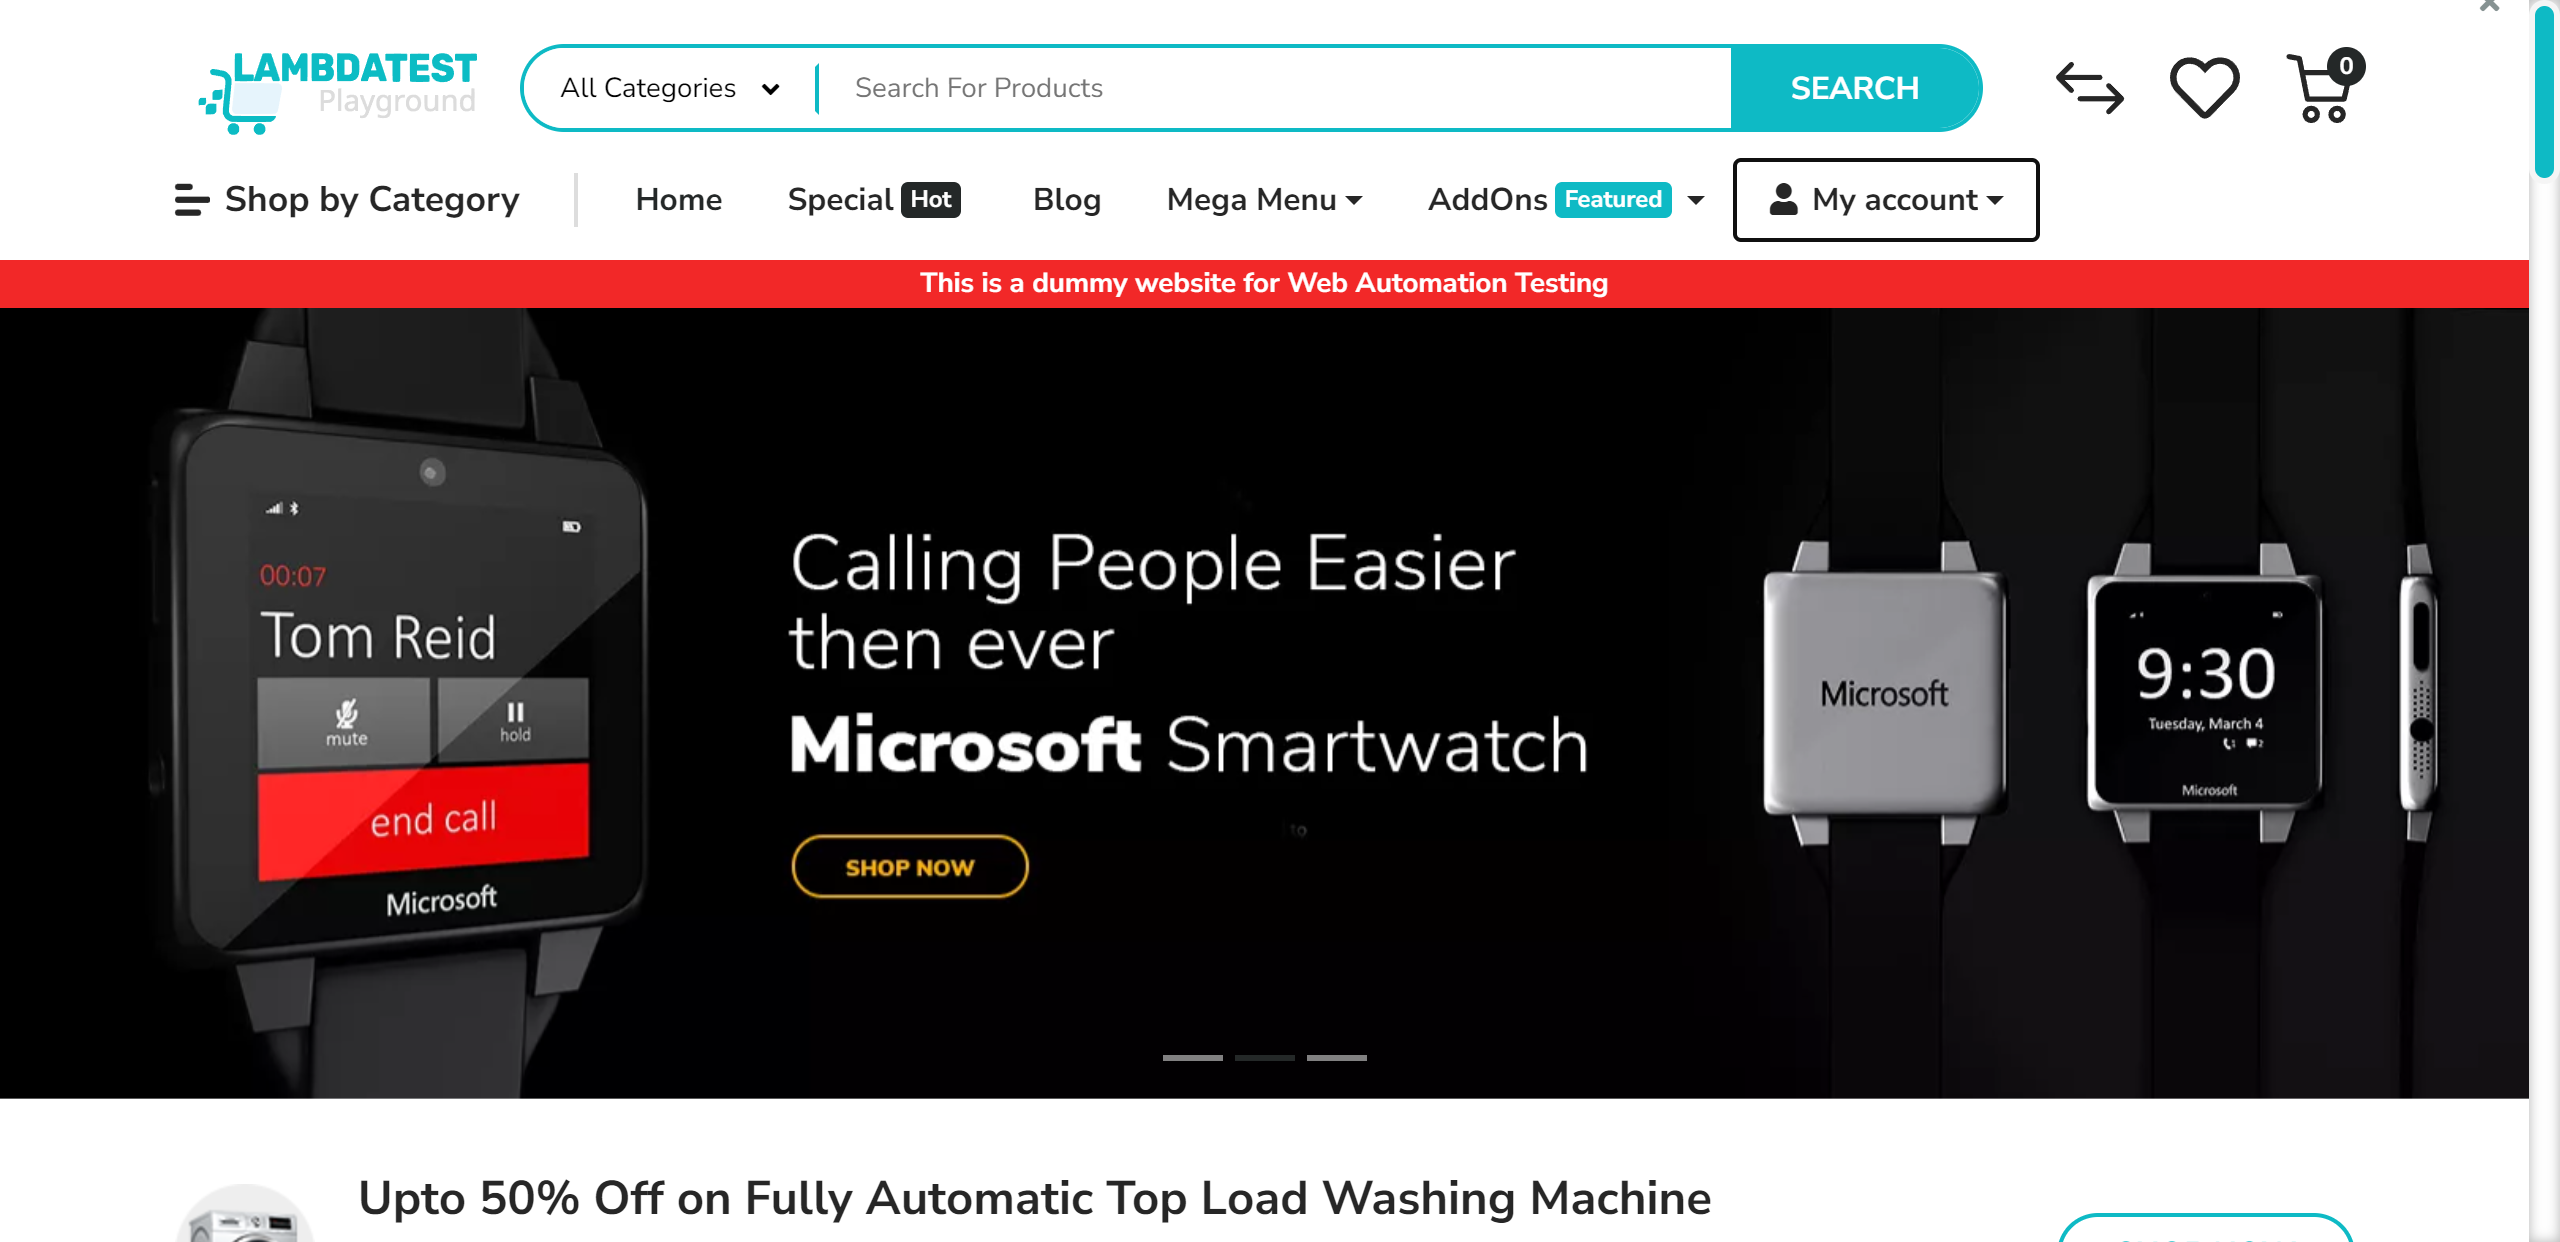 LAMBDATEST
Playground
All Categories
Search For Products
SEARCH
0
Shop by Category
Home
Special Hot
Blog
Mega Menu
AddOns Featured
My account
This is a dummy website for Web Automation Testing
00:07
Tom Reid
mute
hold
end call
Microsoft
Calling People Easier
then ever
Microsoft Smartwatch
SHOP NOW
to
Microsoft
9:30
Tuesday, March 4
Microsoft
Upto 50% Off on Fully Automatic Top Load Washing Machine